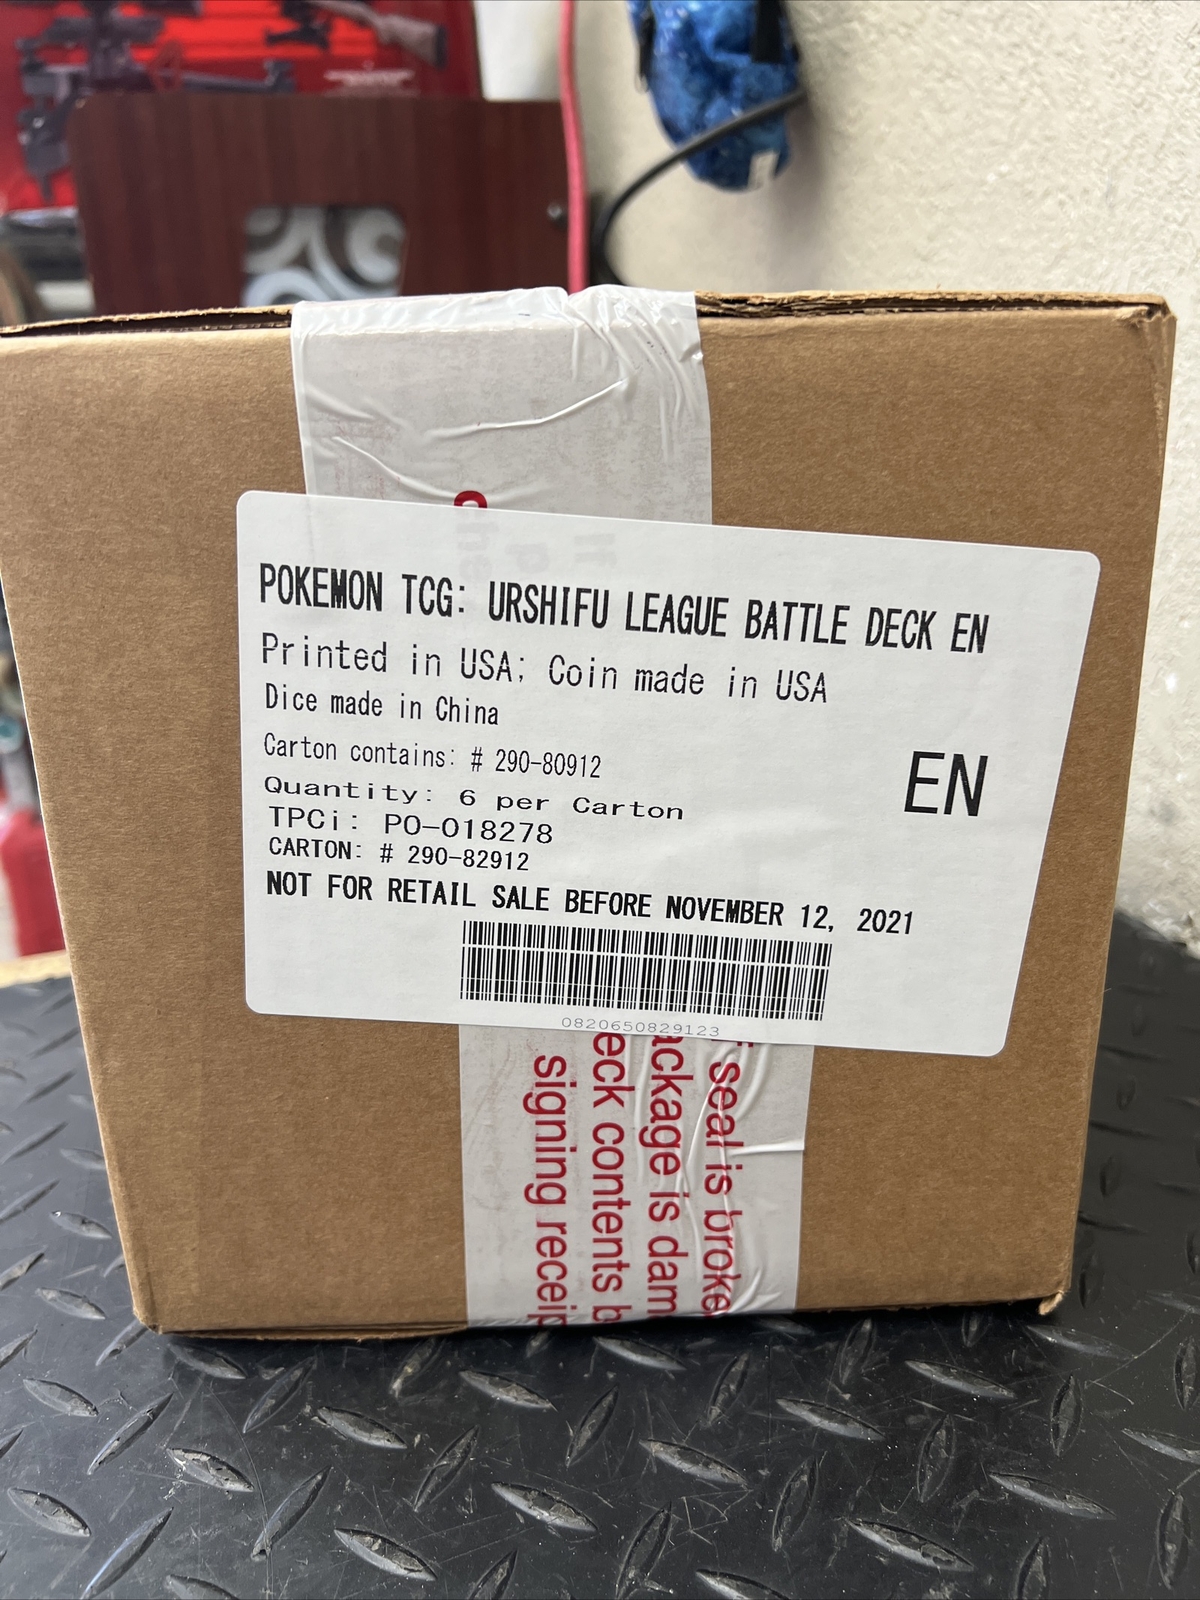 POKEMON TCG: URSHIFU LEAGUE BATTLE DECK EN
Printed in USA; Coin made in USA
Dice made in China
Carton contains: # 290-80912
EN
Quantity: 6 per Carton
TPCi: PO-018278
CARTON: # 290-82912
NOT FOR RETAIL SALE BEFORE NOVEMBER 12, 2021
0820650829123
f seal is broke
ackage is dam
eck contents b
signing receip